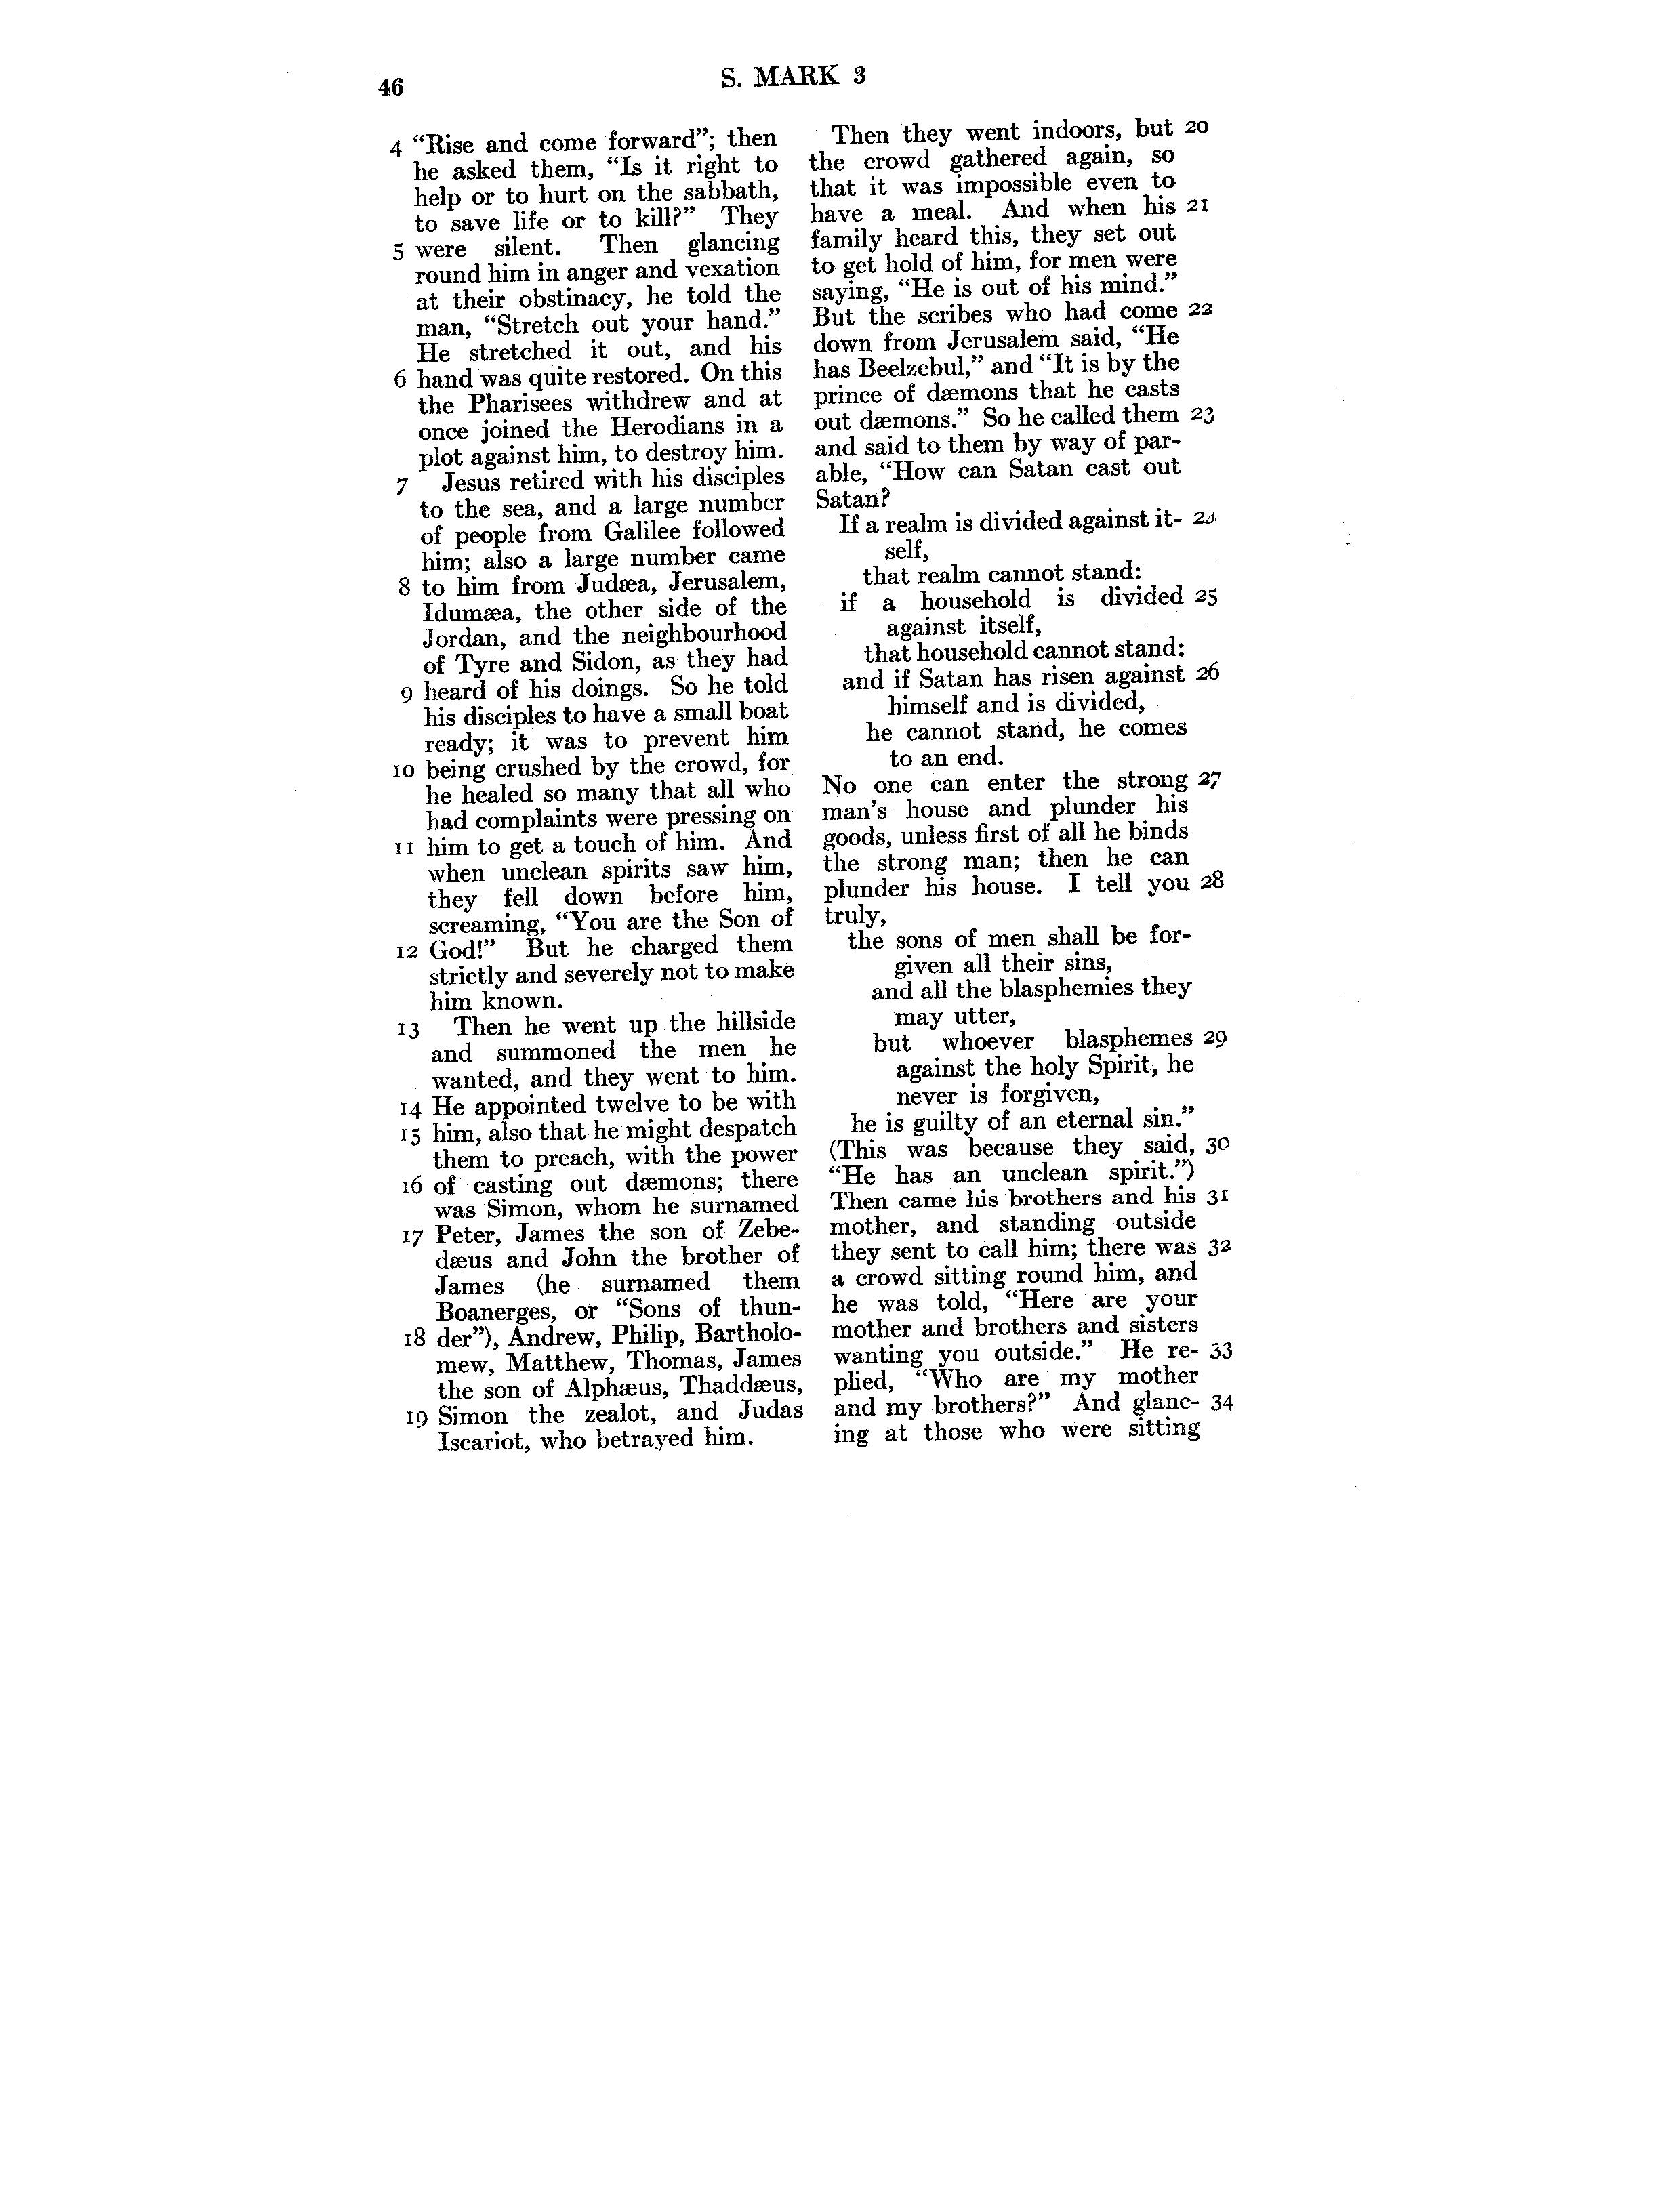 46
S. MARK 3
4 “Rise and come forward”; then
he asked them, “Is it right to
help or to hurt on the sabbath,
to save life or to kill?” They
5 were silent. Then glancing
round him in anger and vexation
at their obstinacy, he told the
man, “Stretch out your hand.”
He stretched it out, and his
6 hand was quite restored. On this
the Pharisees withdrew and at
once joined the Herodians in a
plot against him, to destroy him.
7 Jesus retired with his disciples
to the sea, and a large number
of people from Galilee followed
him; also a large number came
8 to him from Judæa, Jerusalem,
Idumæa, the other side of the
Jordan, and the neighbourhood
of Tyre and Sidon, as they had
9 heard of his doings. So he told
his disciples to have a small boat
ready; it was to prevent him
10 being crushed by the crowd, for
he healed so many that all who
had complaints were pressing on
11 him to get a touch of him. And
when unclean spirits saw him,
they fell down before him,
screaming, “You are the Son of
12 God!” But he charged them
strictly and severely not to make
him known.
13 Then he went up the hillside
and summoned the men he
wanted, and they went to him.
14 He appointed twelve to be with
15 him, also that he might despatch
them to preach, with the power
16 of casting out dæmons; there
was Simon, whom he surnamed
17 Peter, James the son of Zebe-
dæus and John the brother of
James (he surnamed them
Boanerges, or “Sons of thun-
18 der”), Andrew, Philip, Bartholo-
mew, Matthew, Thomas, James
the son of Alphæus, Thaddæus,
19 Simon the zealot, and Judas
Iscariot, who betrayed him.
Then they went indoors, but 20
the crowd gathered again, so
that it was impossible even to
have a meal. And when his 21
family heard this, they set out
to get hold of him, for men were
saying, “He is out of his mind.”
But the scribes who had come 22
down from Jerusalem said, “He
has Beelzebul,” and “It is by the
prince of dæmons that he casts
out dæmons.” So he called them 23
and said to them by way of par-
able, “How can Satan cast out
Satan?
If a realm is divided against it- 24
self,
that realm cannot stand:
if a household is divided 25
against itself,
that household cannot stand:
and if Satan has risen against 26
himself and is divided,
he cannot stand, he comes
to an end.
No one can enter the strong 27
man’s house and plunder his
goods, unless first of all he binds
the strong man; then he can
plunder his house. I tell you 28
truly,
the sons of men shall be for-
given all their sins,
and all the blasphemies they
may utter,
but whoever blasphemes 29
against the holy Spirit, he
never is forgiven,
he is guilty of an eternal sin.”
(This was because they said, 30
“He has an unclean spirit.”)
Then came his brothers and his 31
mother, and standing outside
they sent to call him; there was 32
a crowd sitting round him, and
he was told, “Here are your
mother and brothers and sisters
wanting you outside.” He re- 33
plied, “Who are my mother
and my brothers?” And glanc- 34
ing at those who were sitting